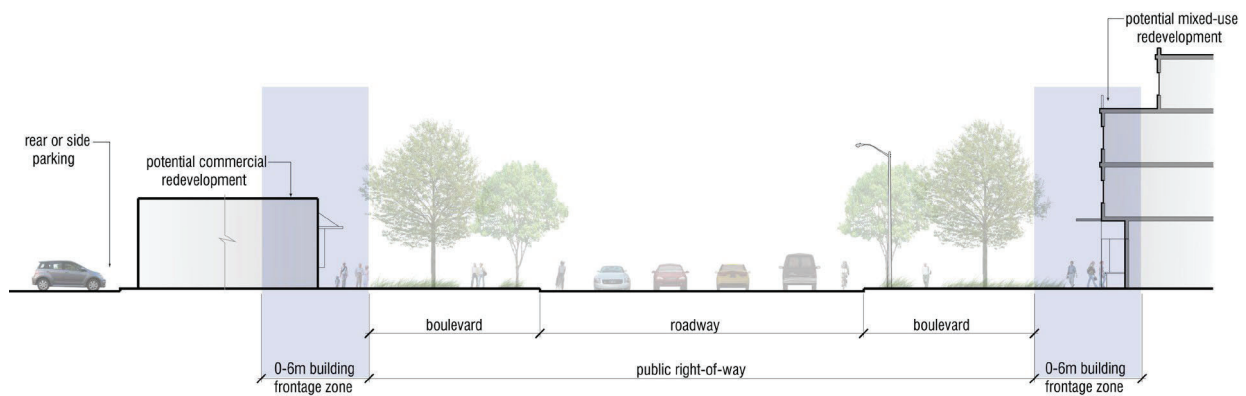 potential mixed-use
redevelopment
rear or side
parking
potential commercial
redevelopment
boulevard
roadway
boulevard
0-6m building
frontage zone
public right-of-way
0-6m building
frontage zone